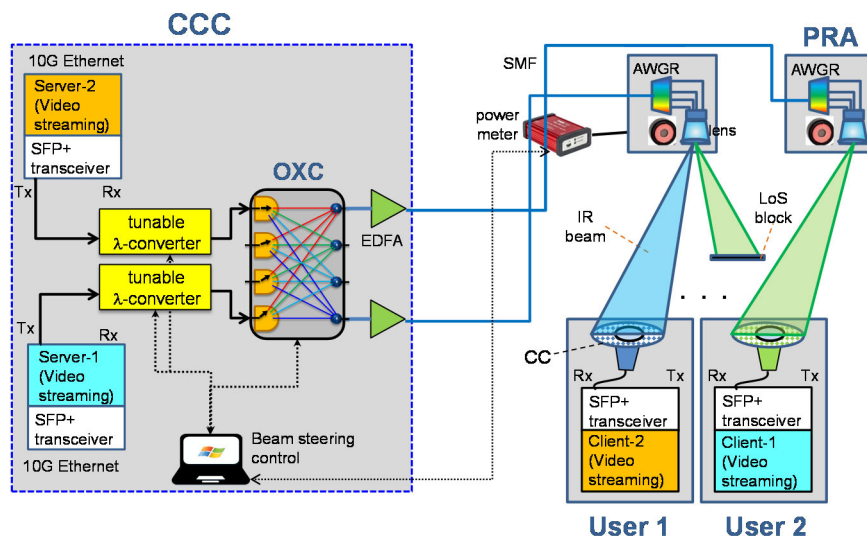 CCC
PRA
10G Ethernet
Server-2
(Video
streaming)
SFP+
transceiver
Tx
Rx
OXC
tunable
λ-converter
tunable
λ-converter
EDFA
Tx
Rx
Server-1
(Video
streaming)
SFP+
transceiver
10G Ethernet
Beam steering
control
SMF
power
meter
AWGR
lens
AWGR
IR
beam
LoS
block
. . .
CC
Rx
Tx
SFP+
transceiver
Client-2
(Video
streaming)
User 1
Rx
Tx
SFP+
transceiver
Client-1
(Video
streaming)
User 2